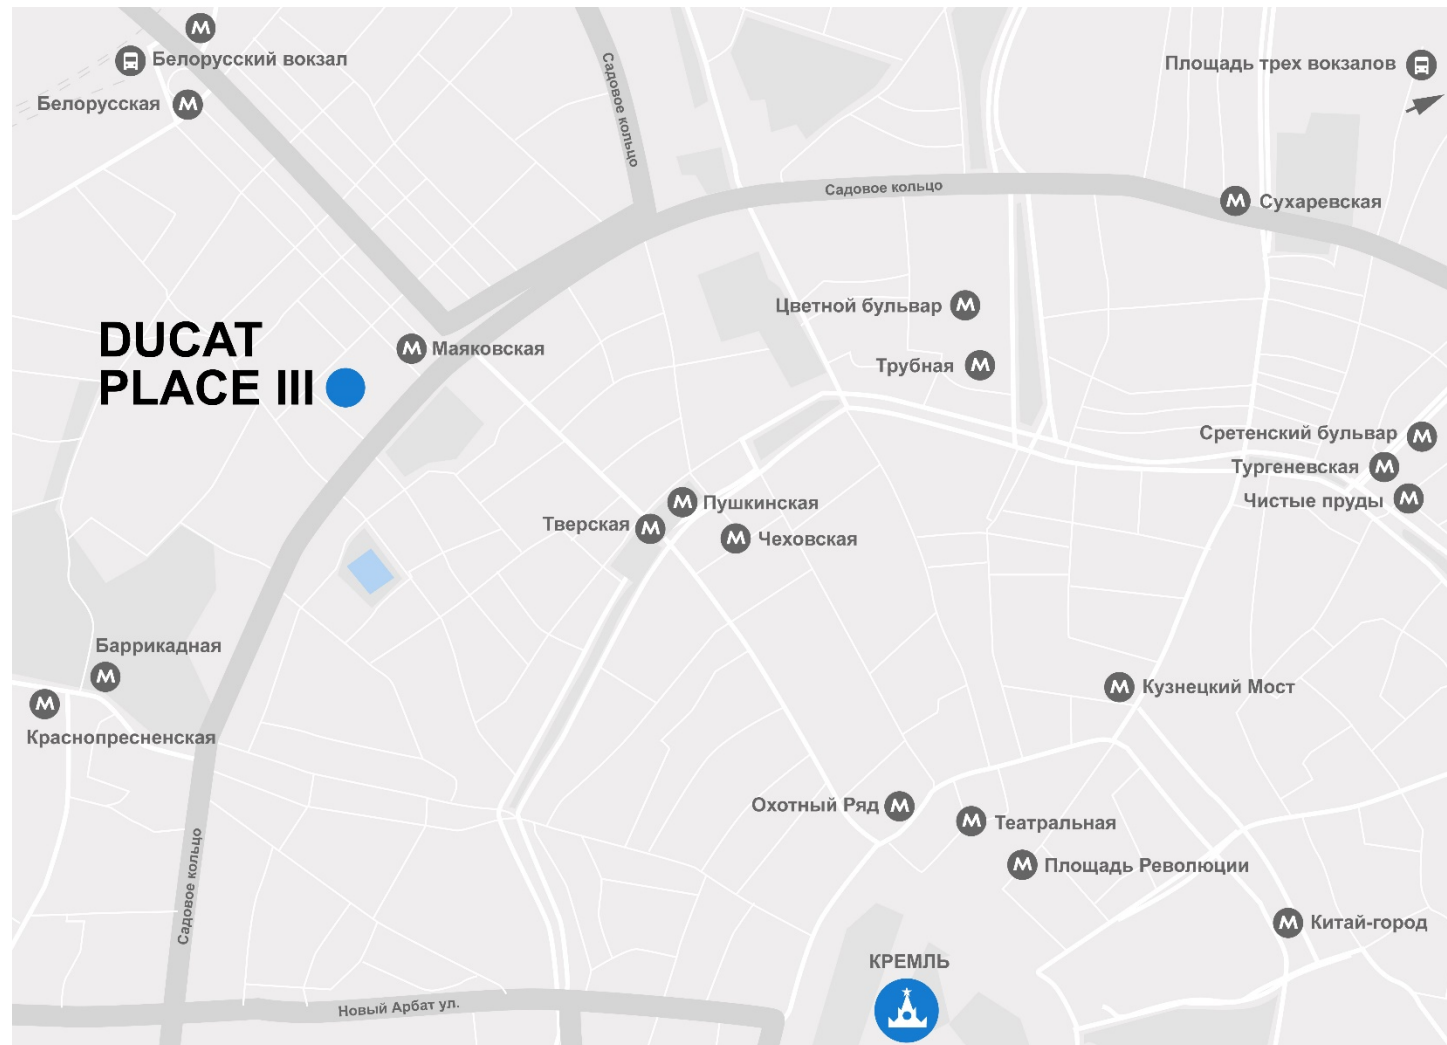 Белорусский вокзал
Площадь трех вокзалов
Белорусская
Садовое кольцо
Садовое кольцо
Сухаревская
Цветной бульвар
DUCAT
PLACE III
Маяковская
Трубная
Сретенский бульвар
Тургеневская
Чистые пруды
Пушкинская
Тверская
Чеховская
Баррикадная
Кузнецкий Мост
Краснопресненская
Охотный Ряд
Театральная
Площадь Революции
Садовое кольцо
Китай-город
КРЕМЛЬ
Новый Арбат ул.